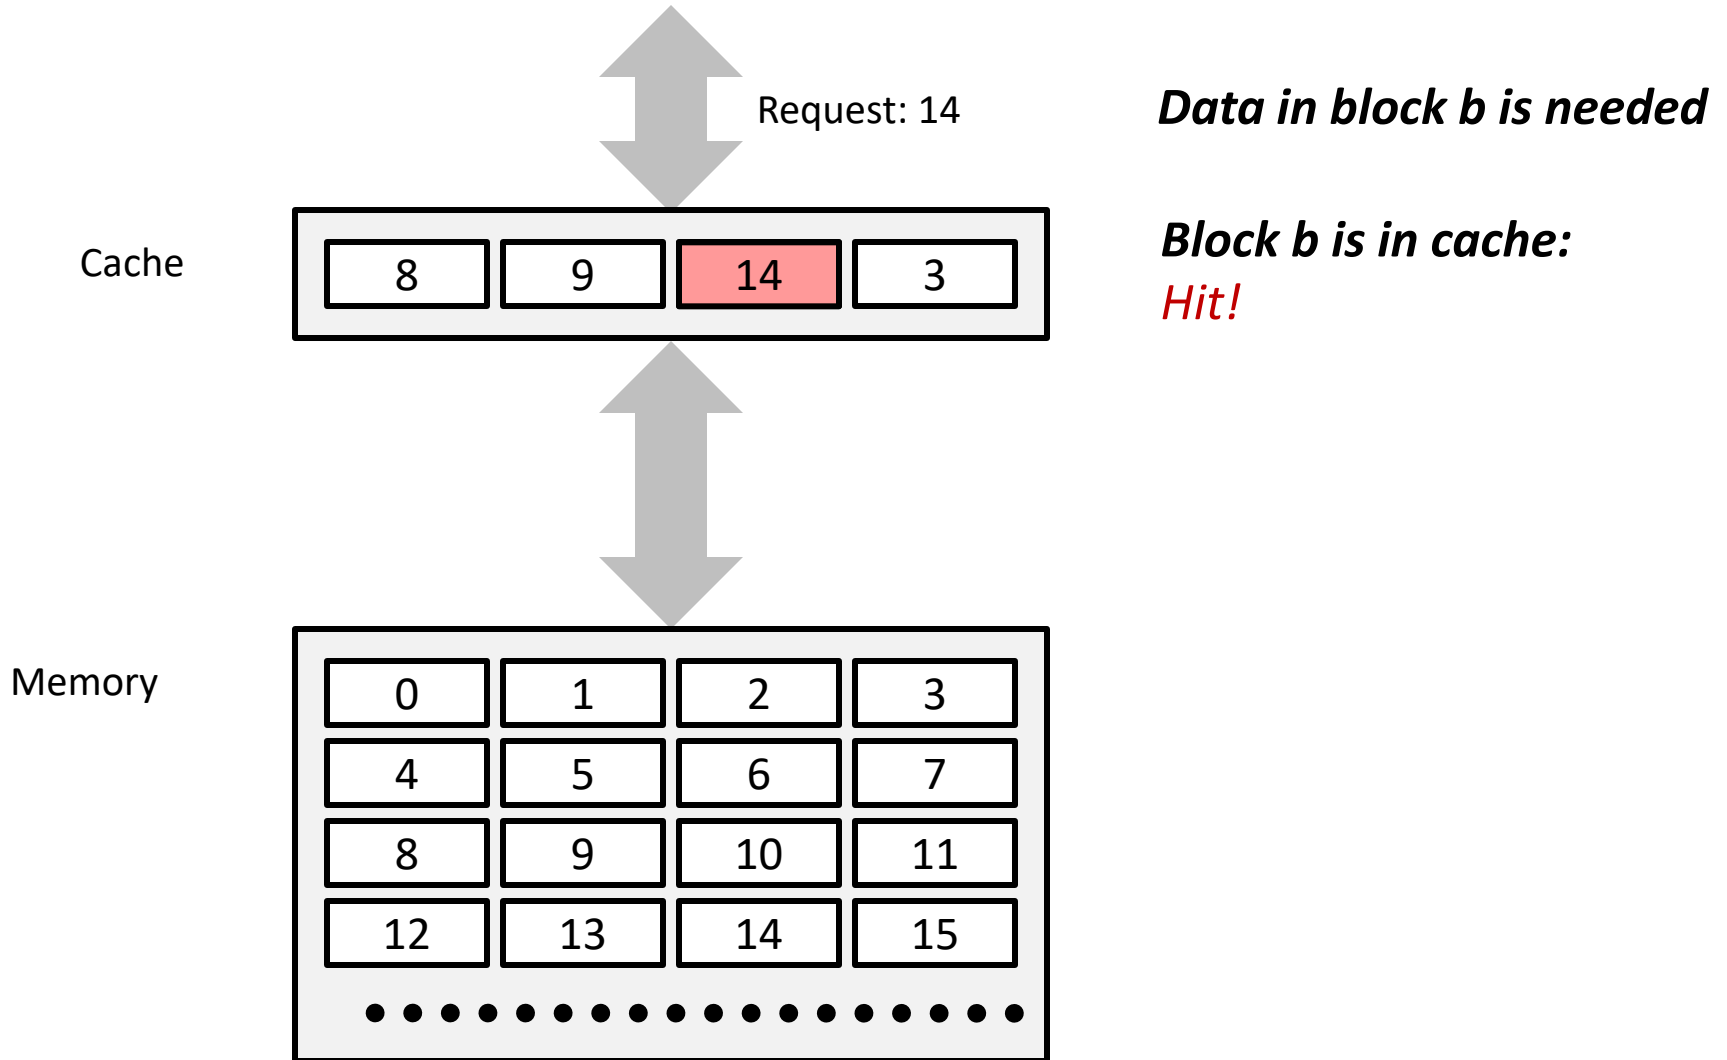 Request: 14
Data in block b is needed
Cache
8 9 14 3
Block b is in cache:
Hit!
Memory
0 1 2 3
4 5 6 7
8 9 10 11
12 13 14 15